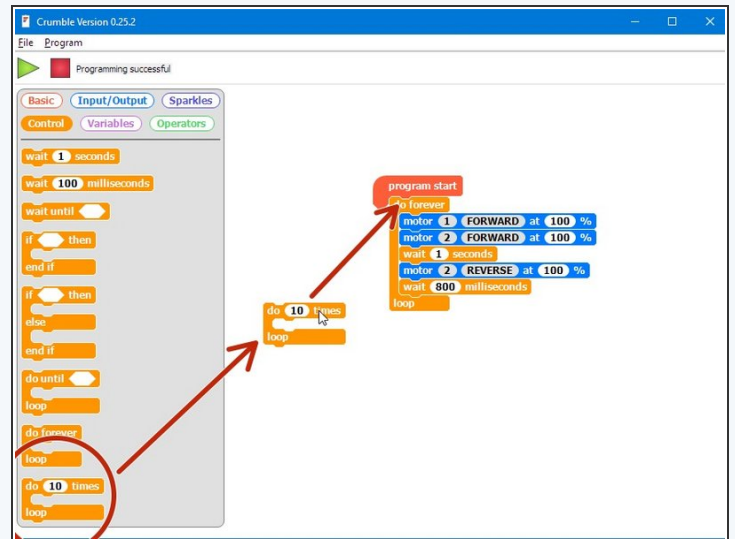 Crumble Version 0.25.2
File Program
Programming successful
Basic Input/Output Sparkles
Control Variables Operators
wait 1 seconds
wait 100 milliseconds
wait until
if then
end if
if then
else
end if
do until
loop
do forever
loop
do 10 times
loop
do 10 times
loop
program start
do forever
motor 1 FORWARD at 100 %
motor 2 FORWARD at 100 %
wait 1 seconds
motor 2 REVERSE at 100 %
wait 800 milliseconds
loop